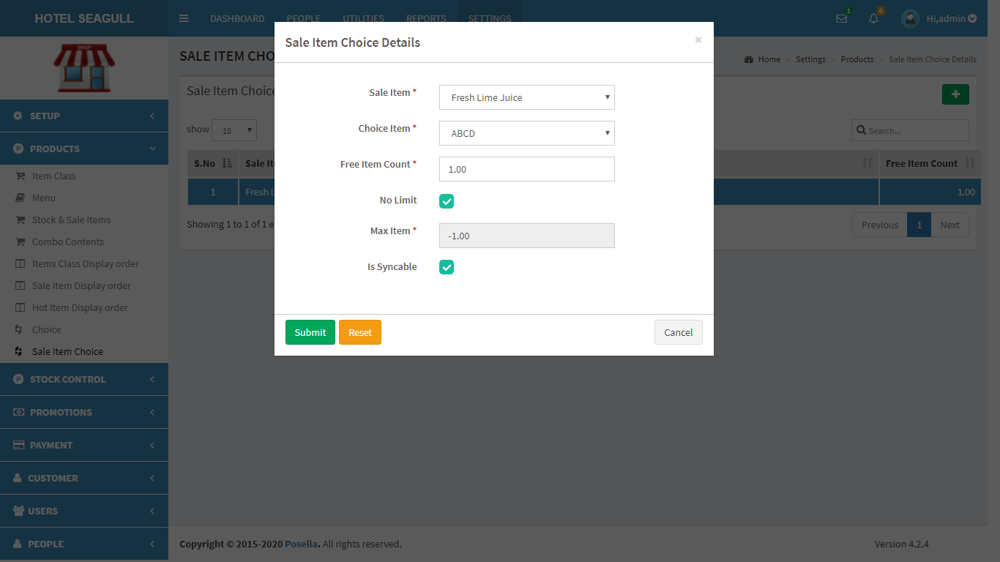 HOTEL SEAGULL
DASHBOARD PEOPLE UTILITIES REPORTS SETTINGS
1 0 Hi,admin
SHOP
SALE ITEM CHO
Home > Settings > Products > Sale Item Choice Details
Sale Item Choice
show 10
Search...
S.No Sale It Free Item Count
1 Fresh L 1.00
Showing 1 to 1 of 1 e
Previous 1 Next
SETUP
PRODUCTS
Item Class
Menu
Stock & Sale Items
Combo Contents
Items Class Display order
Sale Item Display order
Hot Item Display order
Choice
Sale Item Choice
STOCK CONTROL
PROMOTIONS
PAYMENT
CUSTOMER
USERS
PEOPLE
Sale Item Choice Details ×
Sale Item * Fresh Lime Juice
Choice Item * ABCD
Free Item Count * 1.00
No Limit
Max Item * -1.00
Is Syncable
Submit Reset Cancel
Copyright © 2015-2020 Posella. All rights reserved.
Version 4.2.4